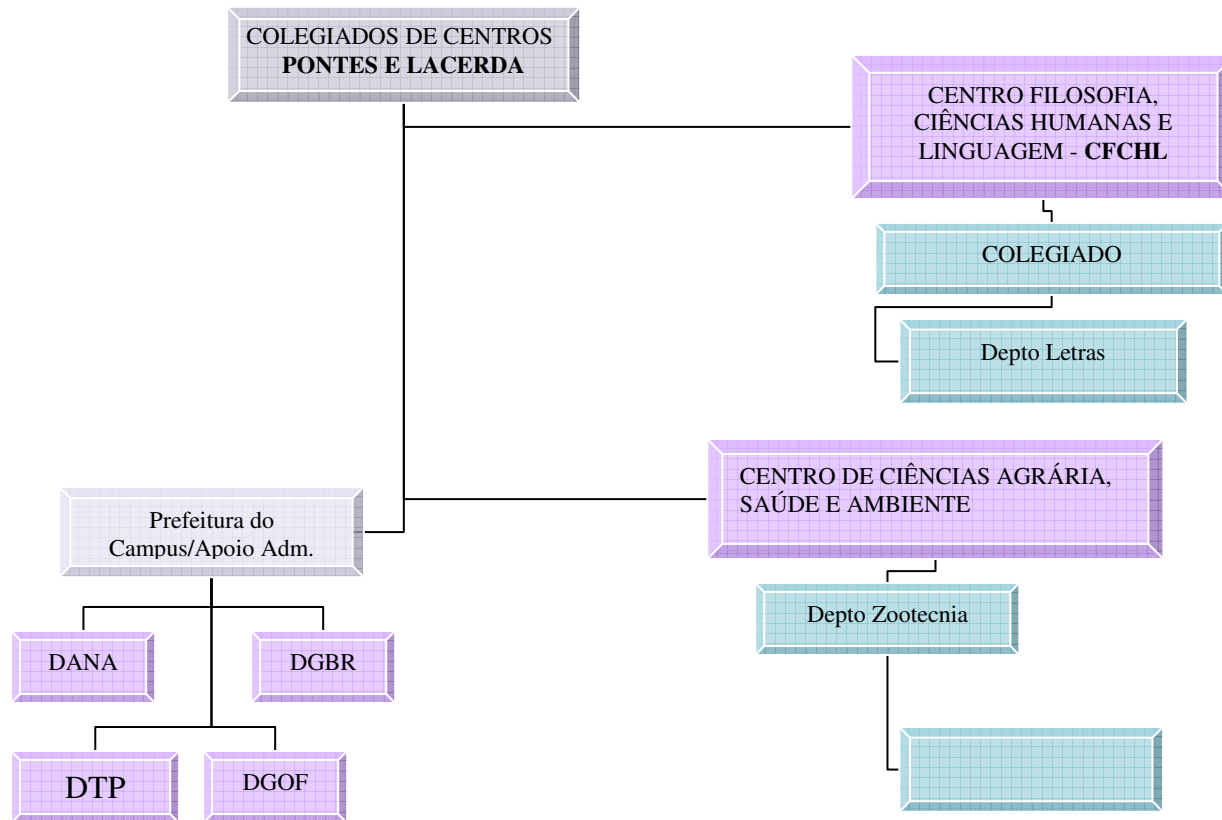 COLEGIADOS DE CENTROS
PONTES E LACERDA
CENTRO FILOSOFIA,
CIÊNCIAS HUMANAS E
LINGUAGEM - CFCHL
COLEGIADO
Depto Letras
CENTRO DE CIÊNCIAS AGRÁRIA,
SAÚDE E AMBIENTE
Prefeitura do
Campus/Apoio Adm.
Depto Zootecnia
DANA
DGBR
DTP
DGOF